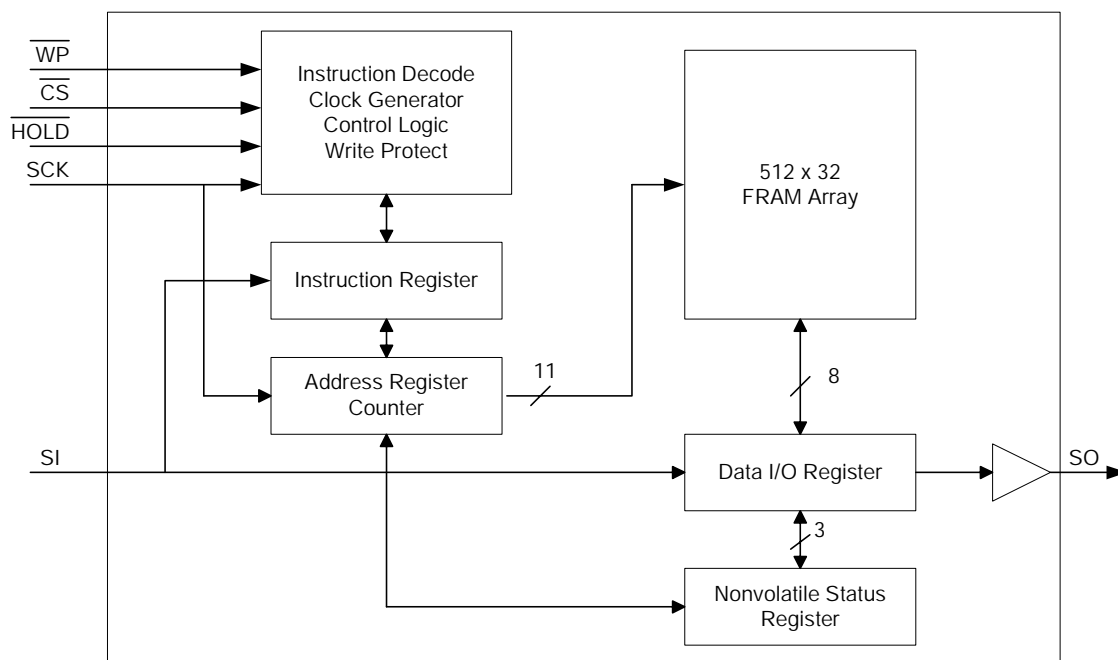 WP
CS
HOLD
SCK
Instruction Decode
Clock Generator
Control Logic
Write Protect
512 x 32
FRAM Array
Instruction Register
Address Register
Counter
11
8
SI
Data I/O Register
SO
3
Nonvolatile Status
Register